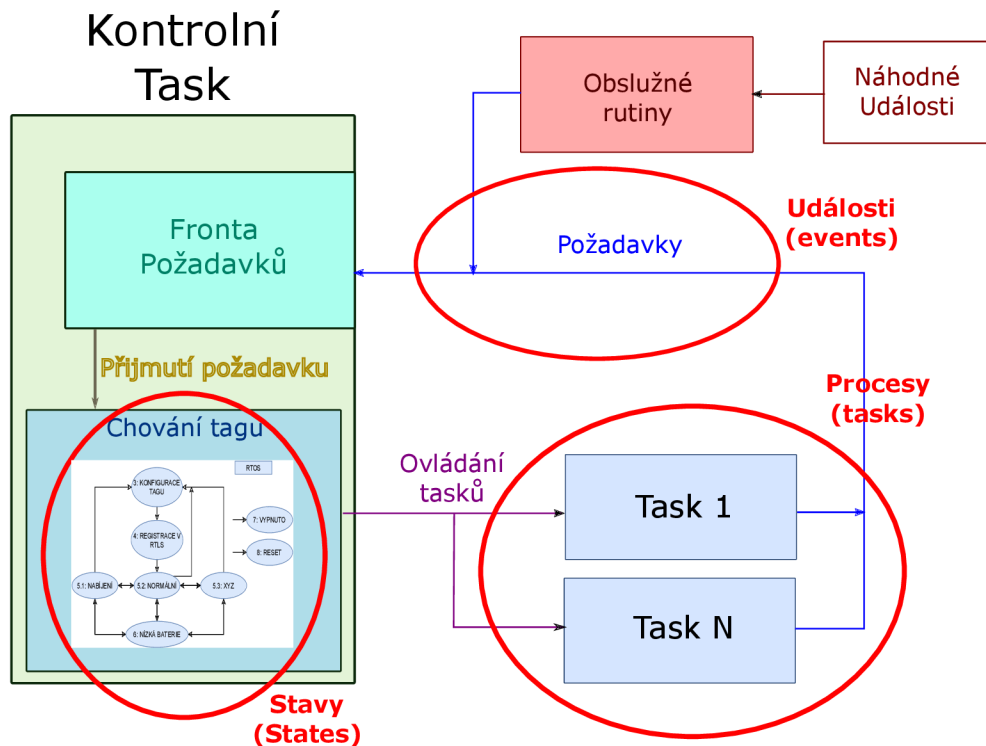 Kontrolní
Task
Obslužné
rutiny
Náhodné
Události
Fronta
Požadavků
Požadavky
Události
(events)
Přijmutí požadavku
Procesy
(tasks)
Chování tagu
RTOS
3: KONFIGURACE
TAGU
7: VYPNUTO
4: REGISTRACE V
RTLS
8: RESET
5.1: NABÍJENÍ
5.2: NORMÁLNÍ
5.3: XYZ
6: NÍZKÁ BATERIE
Ovládání
tasků
Task 1
Task N
Stavy
(States)